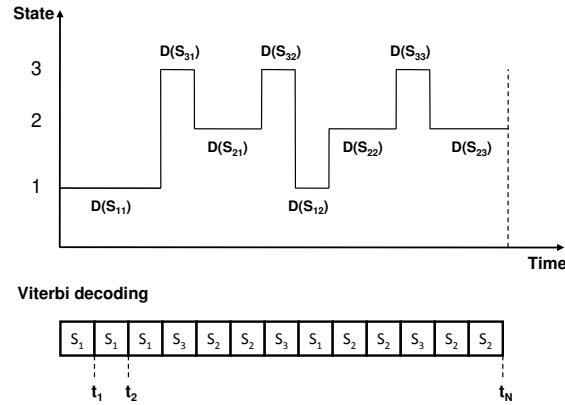 State
D(S₃₁) D(S₃₂) D(S₃₃)
3
2
D(S₂₁) D(S₂₂) D(S₂₃)
1
D(S₁₁) D(S₁₂)
Time
Viterbi decoding
S₁ S₁ S₁ S₃ S₂ S₂ S₃ S₁ S₂ S₂ S₃ S₂ S₂
t₁ t₂ t_N